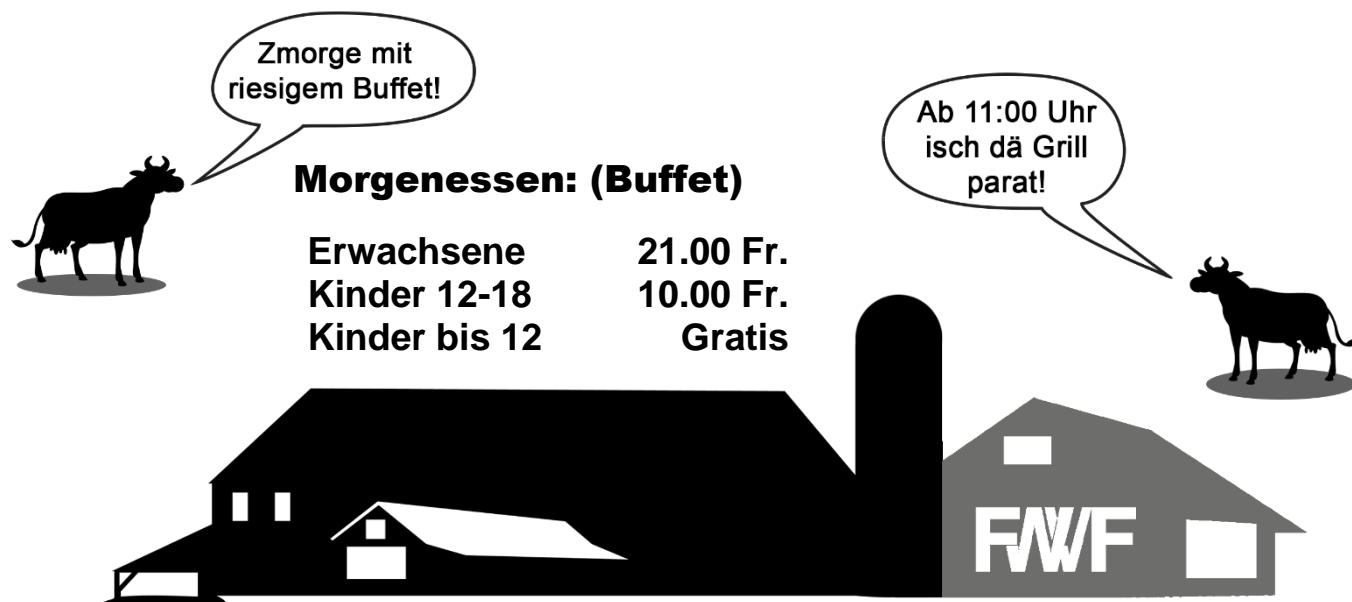 Zmorge mit
riesigem Buffet!
Ab 11:00 Uhr
isch dä Grill
parat!
Morgenessen: (Buffet)
Erwachsene 21.00 Fr.
Kinder 12-18 10.00 Fr.
Kinder bis 12 Gratis
FWWF